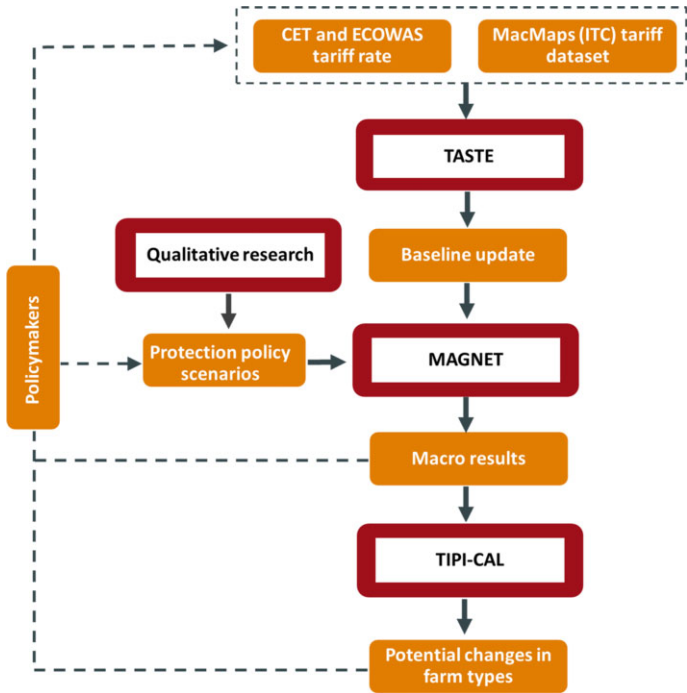 CET and ECOWAS
tariff rate
MacMaps (ITC) tariff
dataset
TASTE
Qualitative research
Baseline update
Policymakers
Protection policy
scenarios
MAGNET
Macro results
TIPI-CAL
Potential changes in
farm types